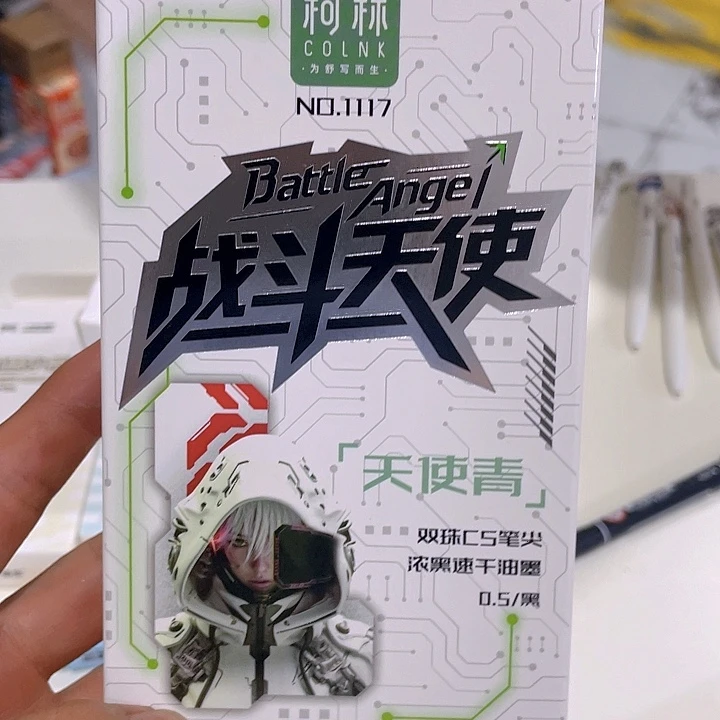 柯林
COLNK
·为舒写而生·
NO.1117
Battle Angel
战斗天使
「天使青」
双珠CS笔尖
浓黑速干油墨
0.5/黑